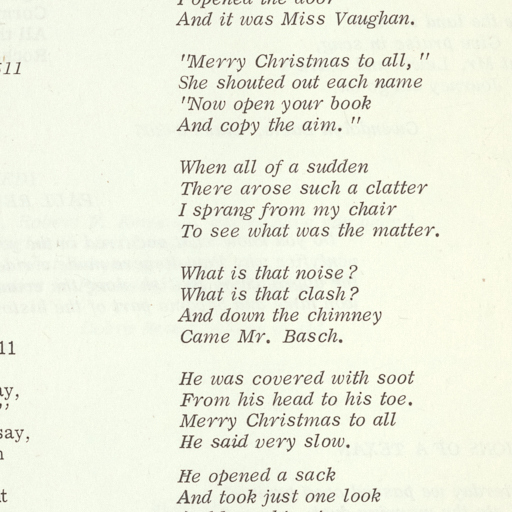 I opened the door
And it was Miss Vaughan.
"Merry Christmas to all,"
She shouted out each name
"Now open your book
And copy the aim."
When all of a sudden
There arose such a clatter
I sprang from my chair
To see what was the matter.
What is that noise?
What is that clash?
And down the chimney
Came Mr. Basch.
He was covered with soot
From his head to his toe.
Merry Christmas to all
He said very slow.
He opened a sack
And took just one look